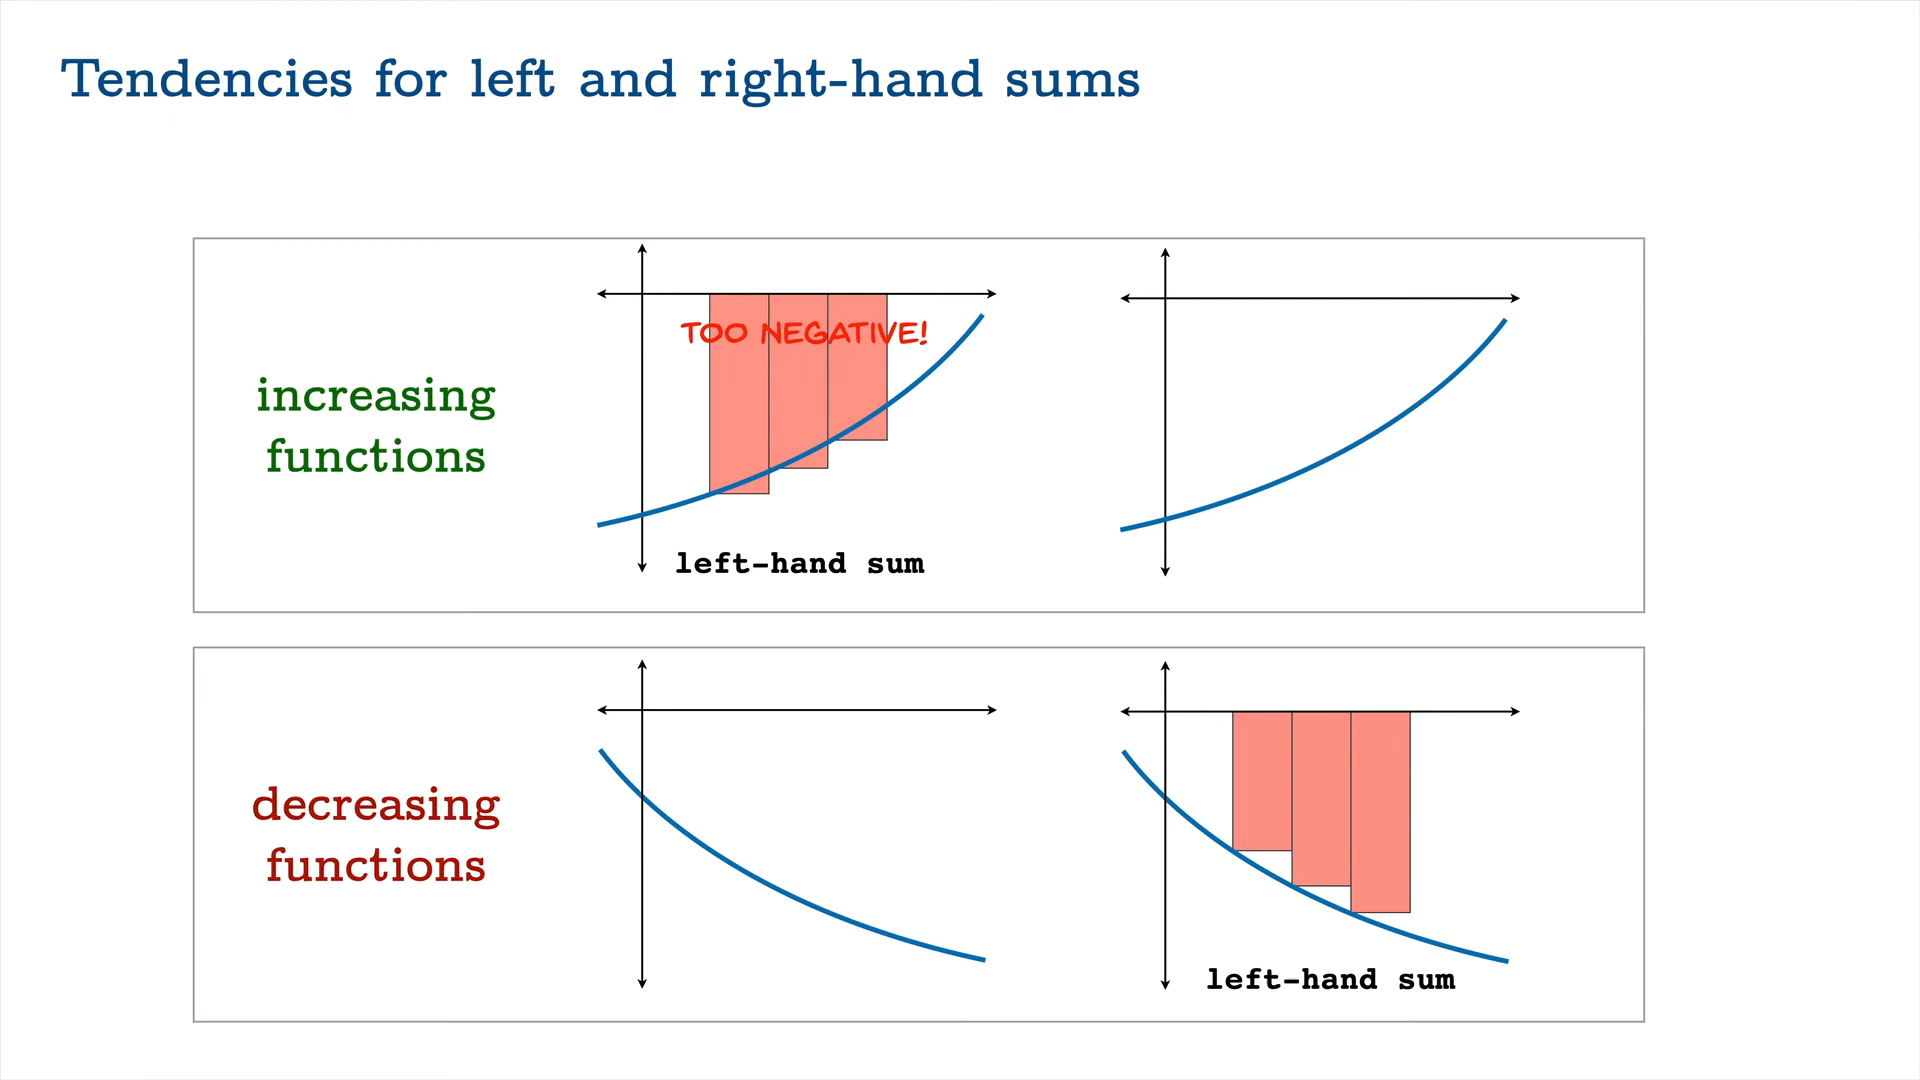 Tendencies for left and right-hand sums
TOO NEGATIVE!
increasing
functions
left-hand sum
decreasing
functions
left-hand sum